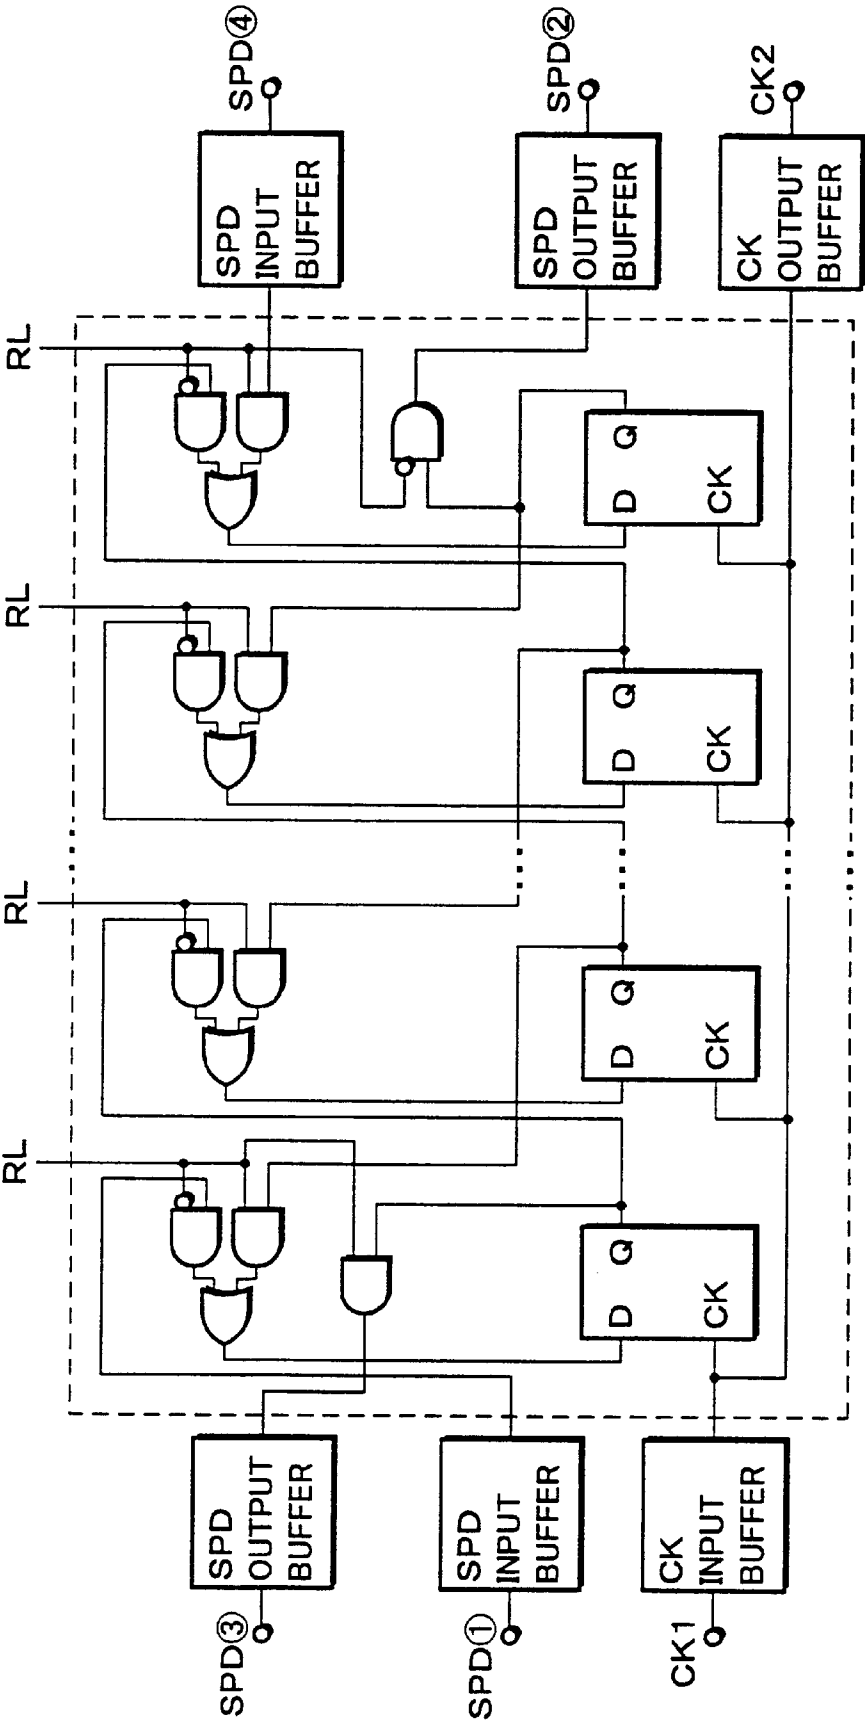 SPD④
SPD②
CK2
SPD
INPUT
BUFFER
SPD
OUTPUT
BUFFER
CK
OUTPUT
BUFFER
RL
Q
D
CK
RL
Q
D
CK
RL
Q
D
CK
RL
Q
D
CK
SPD
OUTPUT
BUFFER
SPD
INPUT
BUFFER
CK
INPUT
BUFFER
SPD③
SPD①
CK1